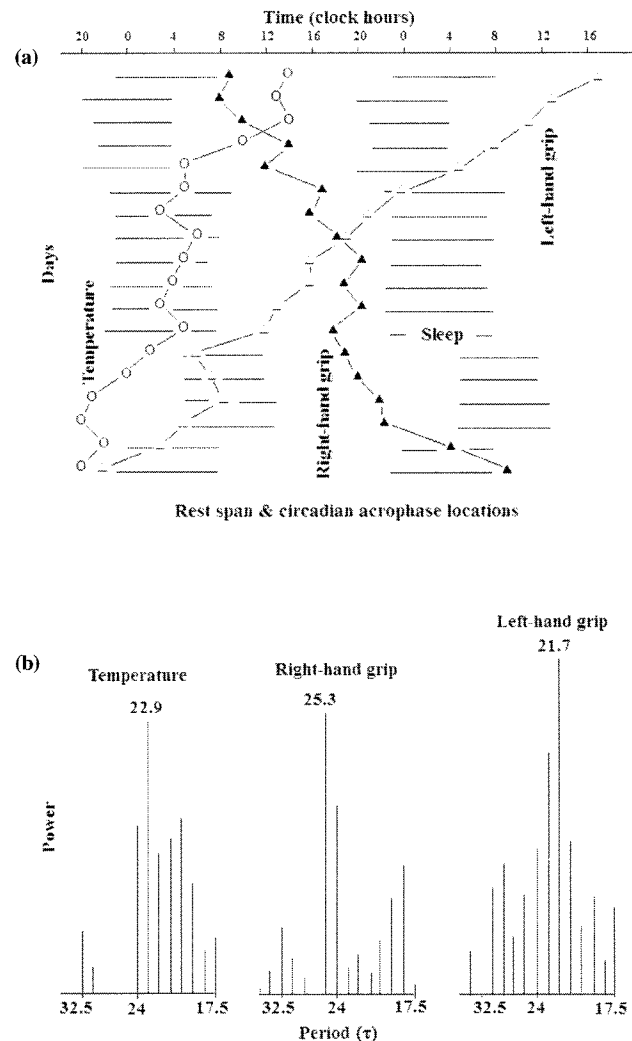 Time (clock hours)
(a)
20 0 4 8 12 16 20 0 4 8 12 16
Left-hand grip
Days
Temperature
Sleep
Right-hand grip
Rest span & circadian acrophase locations
(b)
Left-hand grip
21.7
Temperature
Right-hand grip
22.9
25.3
Power
32.5 24 17.5 32.5 24 17.5 32.5 24 17.5
Period (τ)